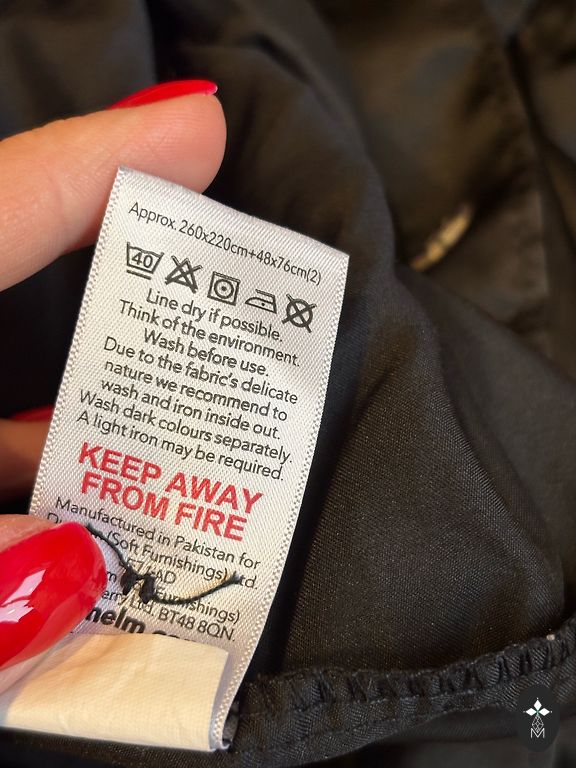 Approx. 260x220cm+48x76cm(2)
40
Line dry if possible.
Think of the environment.
Wash before use.
Due to the fabric's delicate
nature we recommend to
wash and iron inside out.
Wash dark colours separately.
A light iron may be required.
KEEP AWAY
FROM FIRE
Manufactured in Pakistan for
(Soft Furnishings) Ltd.
BT48 8QN.
M